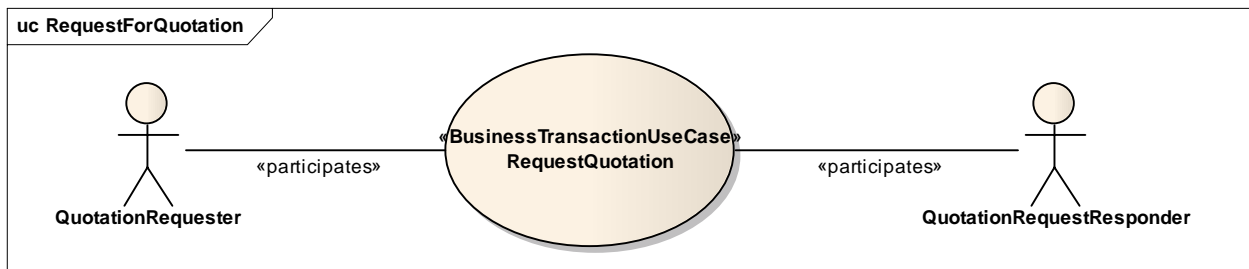 uc RequestForQuotation
«BusinessTransactionUseCase»
RequestQuotation
«participates»
«participates»
QuotationRequester
QuotationRequestResponder